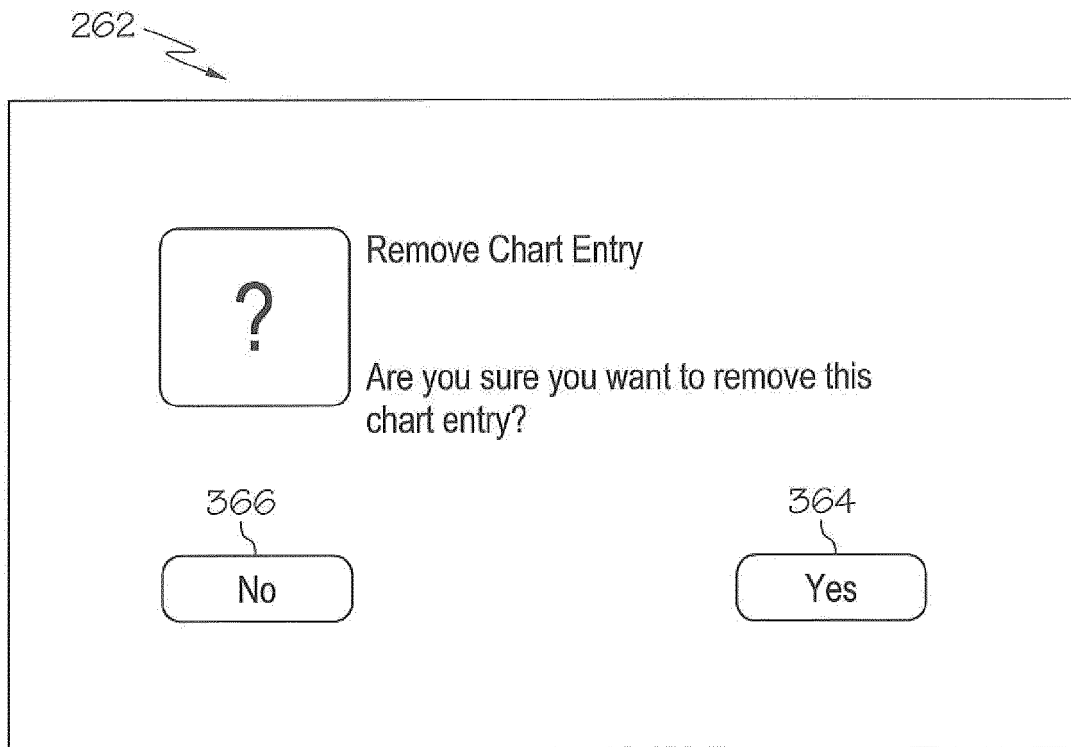 262
?
Remove Chart Entry
Are you sure you want to remove this
chart entry?
366
364
No
Yes